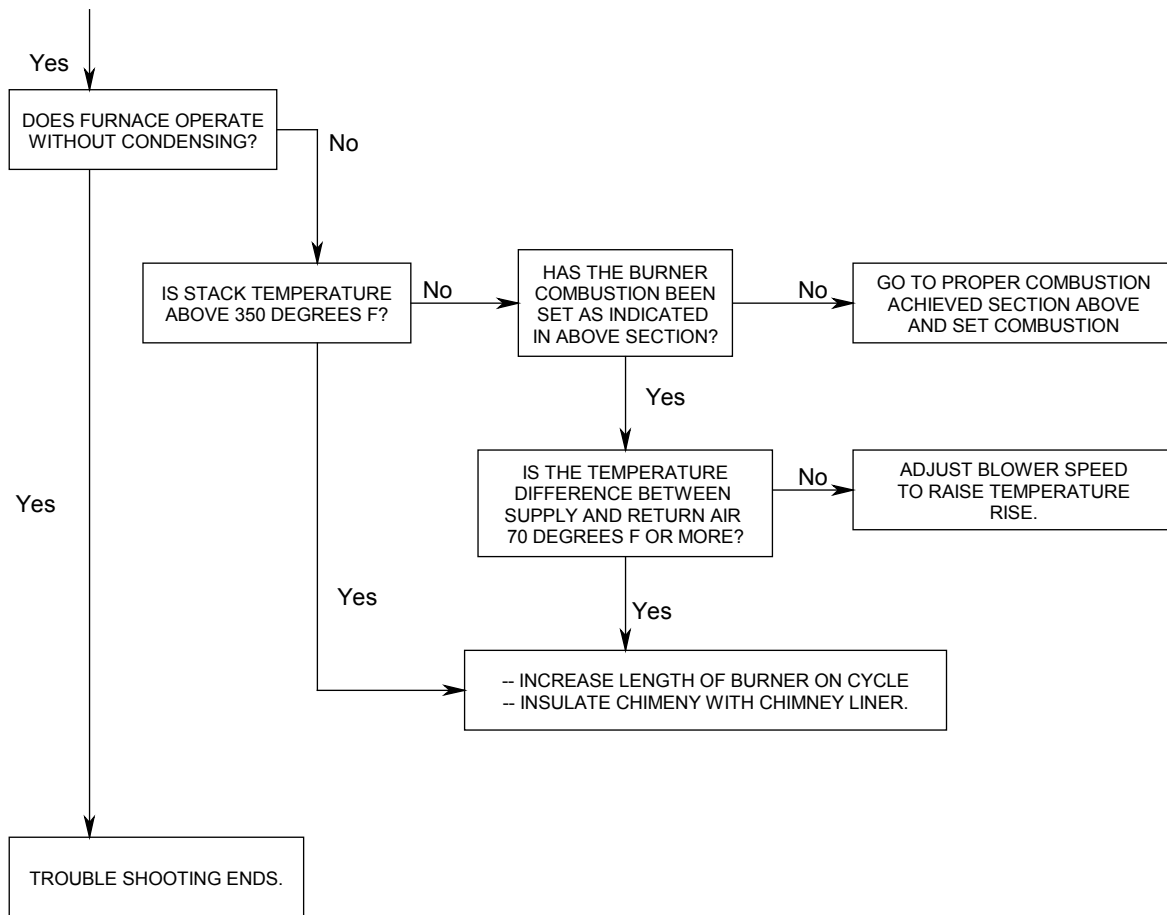 Yes
DOES FURNACE OPERATE
WITHOUT CONDENSING?
No
IS STACK TEMPERATURE
ABOVE 350 DEGREES F?
No
HAS THE BURNER
COMBUSTION BEEN
SET AS INDICATED
IN ABOVE SECTION?
No
GO TO PROPER COMBUSTION
ACHIEVED SECTION ABOVE
AND SET COMBUSTION
Yes
IS THE TEMPERATURE
DIFFERENCE BETWEEN
SUPPLY AND RETURN AIR
70 DEGREES F OR MORE?
No
ADJUST BLOWER SPEED
TO RAISE TEMPERATURE
RISE.
Yes
Yes
Yes
-- INCREASE LENGTH OF BURNER ON CYCLE
-- INSULATE CHIMENY WITH CHIMNEY LINER.
TROUBLE SHOOTING ENDS.